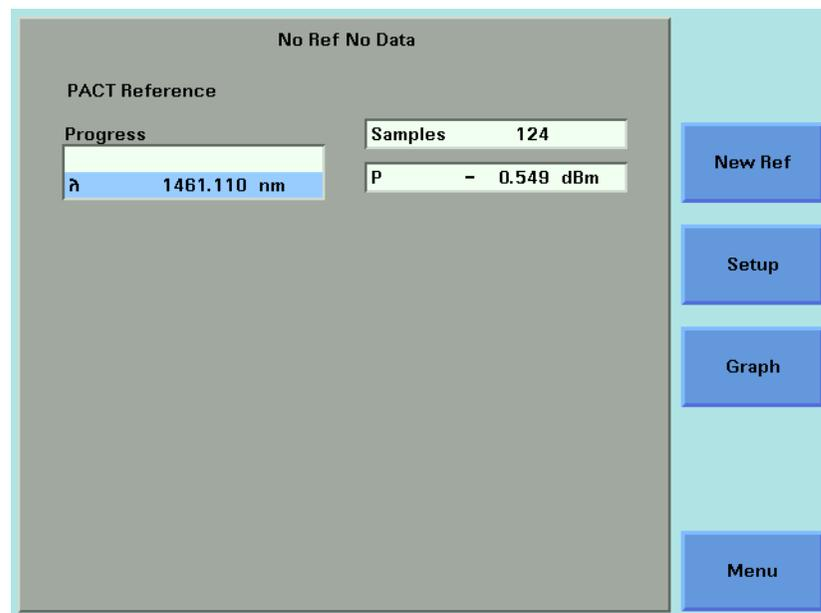 No Ref No Data
PACT Reference
Progress
λ 1461.110 nm
Samples 124
P - 0.549 dBm
New Ref
Setup
Graph
Menu